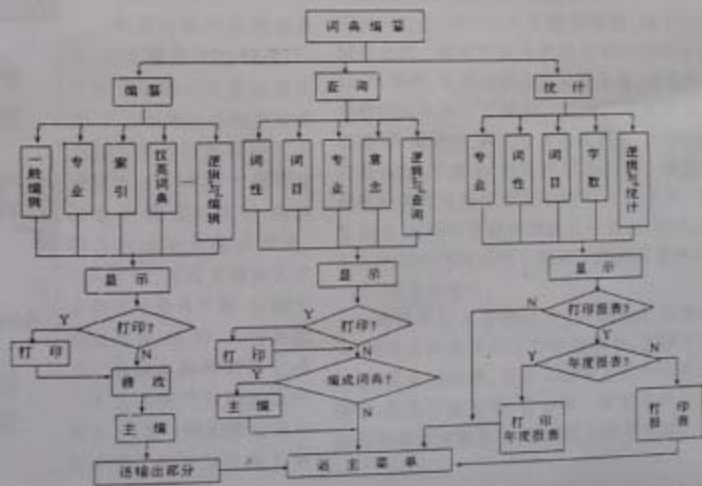 词典编纂
编纂
查询
统计
一般编辑
专业
索引
汉英词典
逻辑与编辑
词性
词目
专业
逻辑与查询
专业
词性
词目
字数
逻辑与统计
显示
显示
显示
Y
打印?
N
打印
修改
主编
送输出部分
Y
打印?
N
打印
Y
编成词典?
N
主编
返主菜单
N
打印报表?
Y
年度报表?
N
Y
打印
年度报表
打印
报表